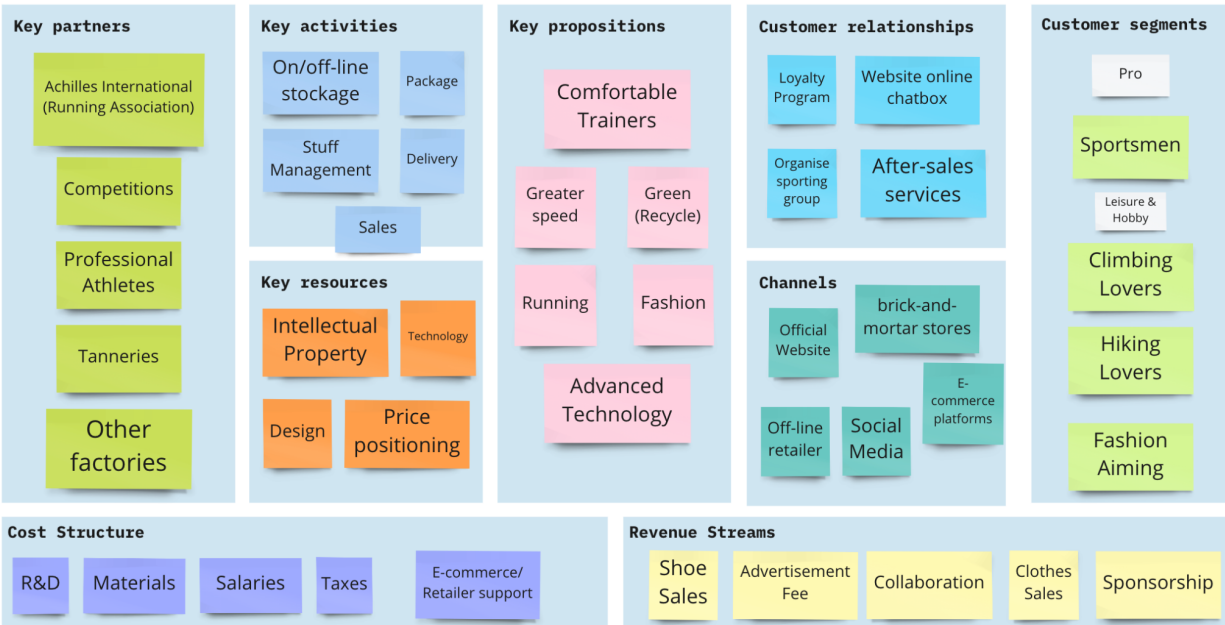 Key partners
Achilles International
(Running Association)
Competitions
Professional
Athletes
Tanneries
Other
factories
Key activities
On/off-line
stockage
Package
Stuff
Management
Delivery
Sales
Key resources
Intellectual
Property
Technology
Design
Price
positioning
Key propositions
Comfortable
Trainers
Greater
speed
Green
(Recycle)
Running
Fashion
Advanced
Technology
Customer relationships
Loyalty
Program
Website online
chatbox
Organise
sporting
group
After-sales
services
Channels
Official
Website
brick-and-
mortar stores
E-
commerce
platforms
Off-line
retailer
Social
Media
Customer segments
Pro
Sportsmen
Leisure &
Hobby
Climbing
Lovers
Hiking
Lovers
Fashion
Aiming
Cost Structure
R&D
Materials
Salaries
Taxes
E-commerce/
Retailer support
Revenue Streams
Shoe
Sales
Advertisement
Fee
Collaboration
Clothes
Sales
Sponsorship